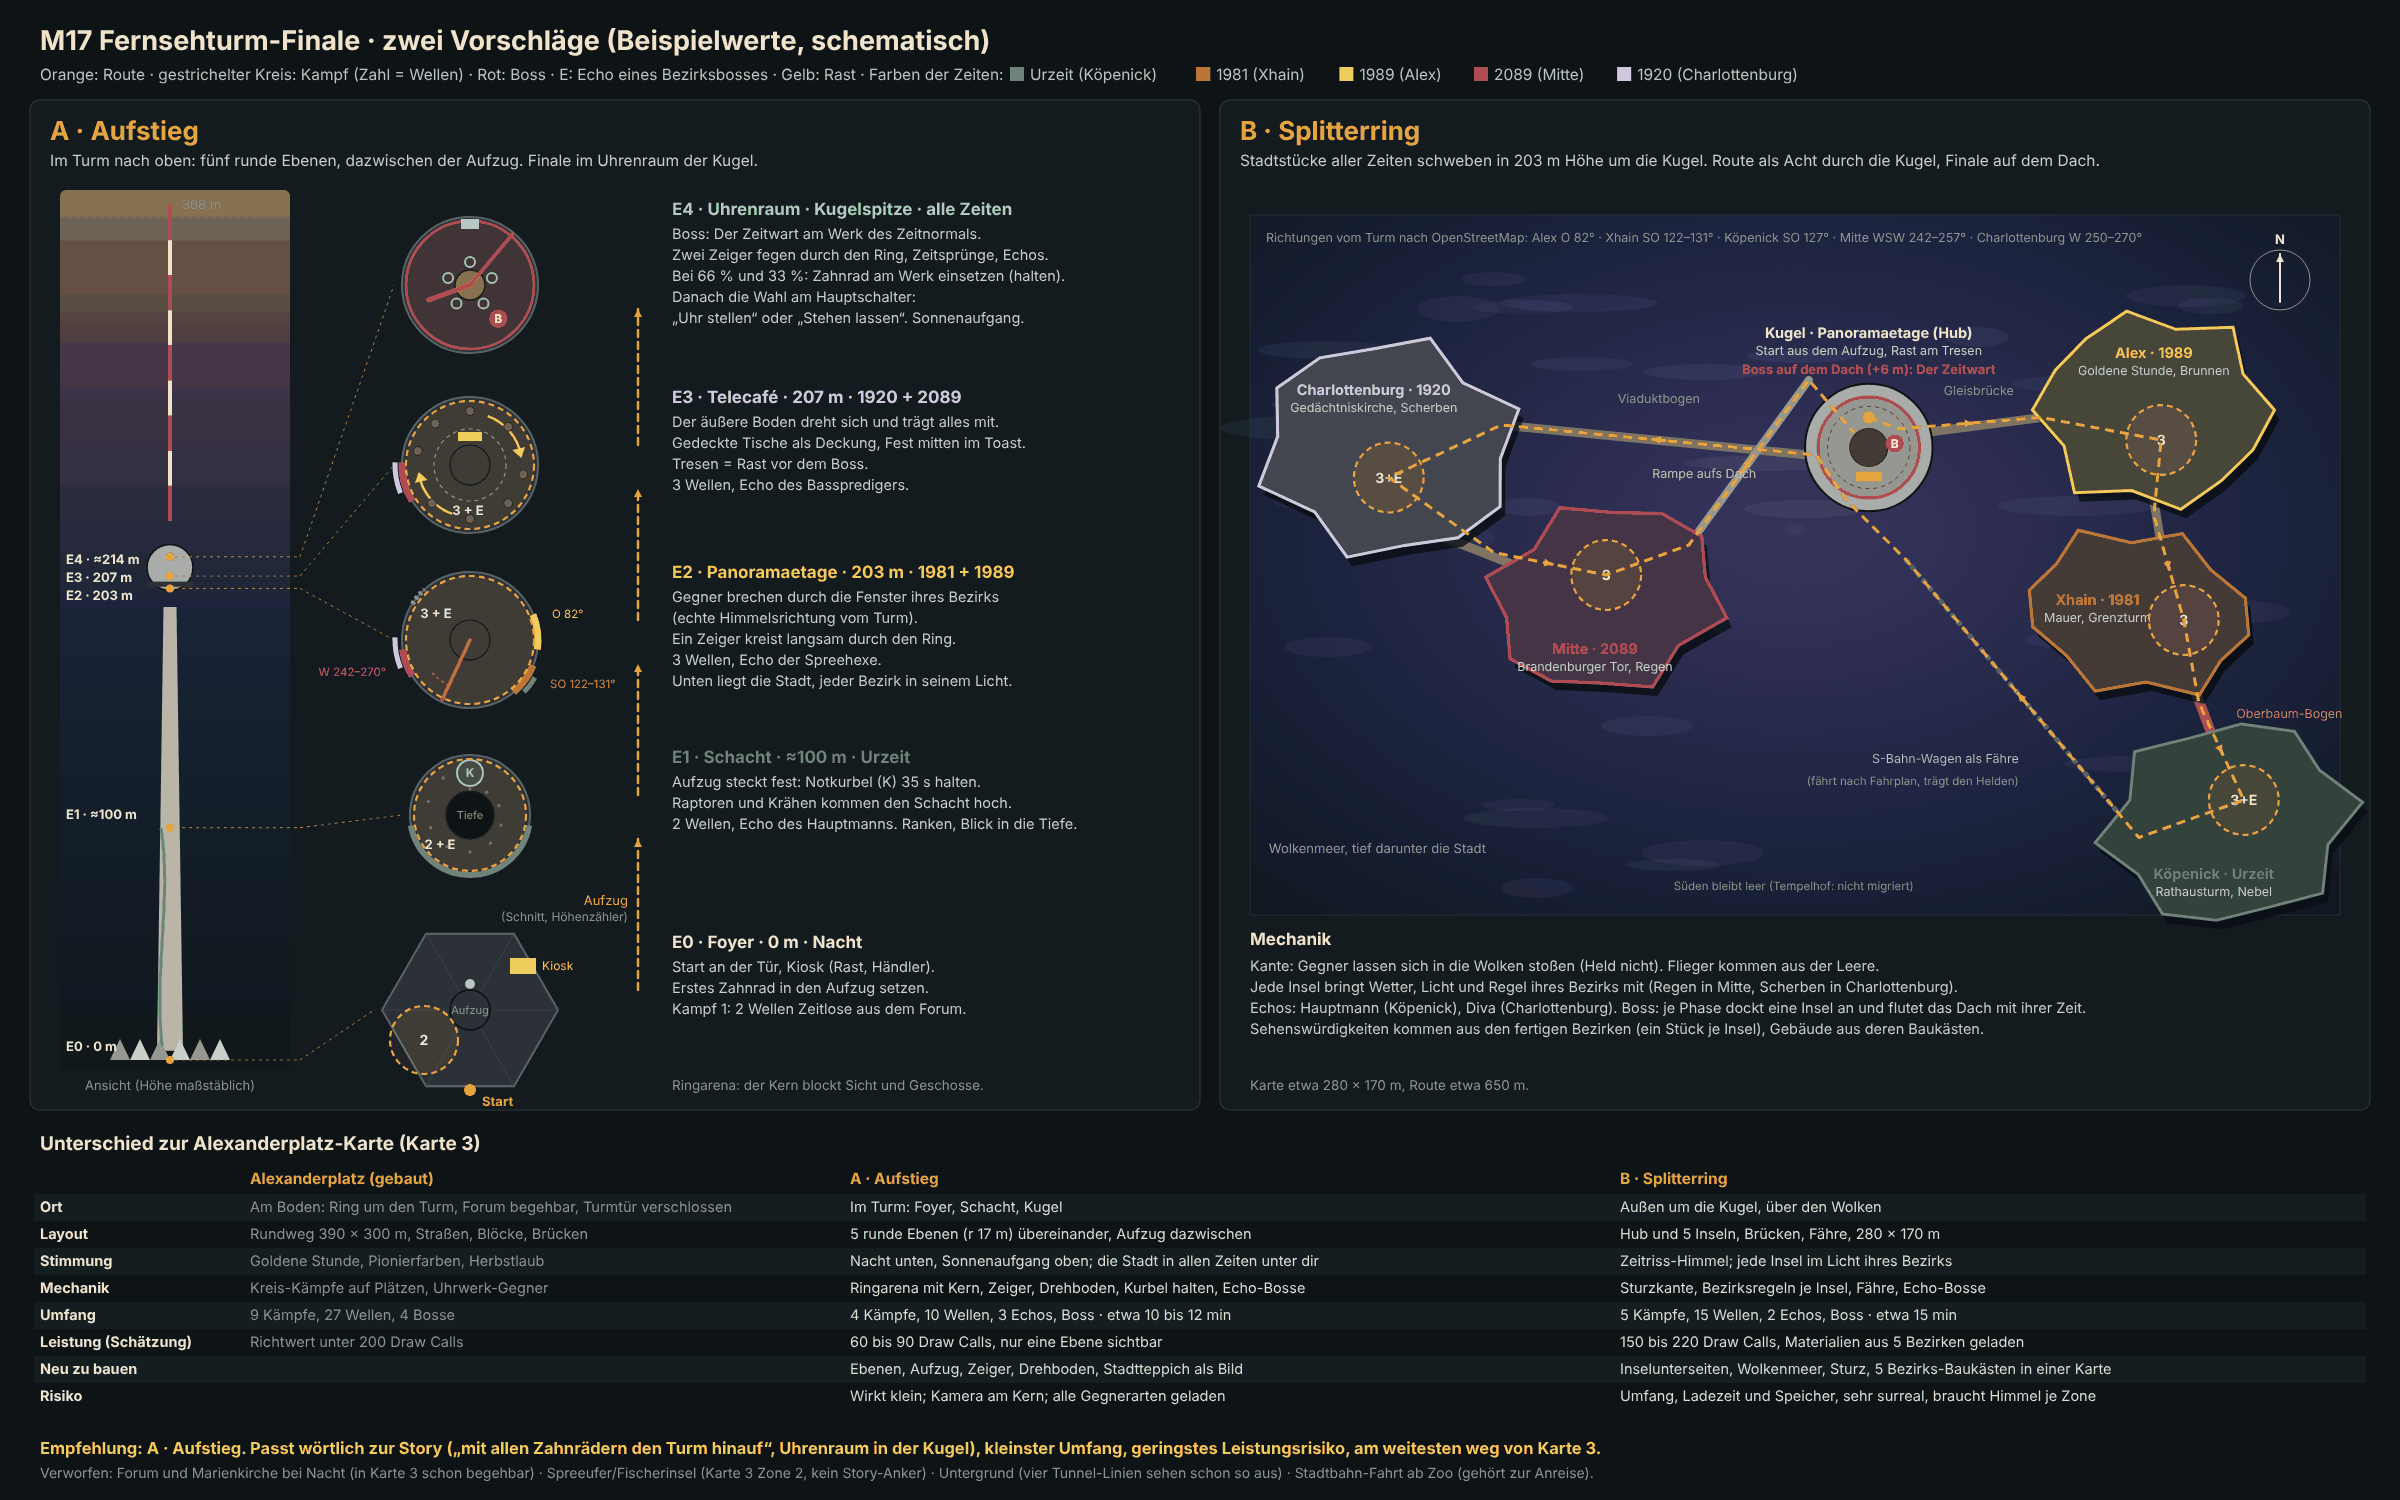 M17 Fernsehturm-Finale · zwei Vorschläge (Beispielwerte, schematisch)
Orange: Route · gestrichelter Kreis: Kampf (Zahl = Wellen) · Rot: Boss · E: Echo eines Bezirksbosses · Gelb: Rast · Farben der Zeiten: Urzeit (Köpenick) 1981 (Xhain) 1989 (Alex) 2089 (Mitte) 1920 (Charlottenburg)
A · Aufstieg
Im Turm nach oben: fünf runde Ebenen, dazwischen der Aufzug. Finale im Uhrenraum der Kugel.
368 m
E4 · ≈214 m
E3 · 207 m
E2 · 203 m
E1 · ≈100 m
E0 · 0 m
Ansicht (Höhe maßstäblich)
B
3 + E
3 + E
O 82°
W 242–270°
SO 122–131°
K
Tiefe
2 + E
Aufzug
(Schnitt, Höhenzähler)
Kiosk
Aufzug
2
Start
E4 · Uhrenraum · Kugelspitze · alle Zeiten
Boss: Der Zeitwart am Werk des Zeitnormals.
Zwei Zeiger fegen durch den Ring, Zeitsprünge, Echos.
Bei 66 % und 33 %: Zahnrad am Werk einsetzen (halten).
Danach die Wahl am Hauptschalter:
„Uhr stellen“ oder „Stehen lassen“. Sonnenaufgang.
E3 · Telecafé · 207 m · 1920 + 2089
Der äußere Boden dreht sich und trägt alles mit.
Gedeckte Tische als Deckung, Fest mitten im Toast.
Tresen = Rast vor dem Boss.
3 Wellen, Echo des Basspredigers.
E2 · Panoramaetage · 203 m · 1981 + 1989
Gegner brechen durch die Fenster ihres Bezirks
(echte Himmelsrichtung vom Turm).
Ein Zeiger kreist langsam durch den Ring.
3 Wellen, Echo der Spreehexe.
Unten liegt die Stadt, jeder Bezirk in seinem Licht.
E1 · Schacht · ≈100 m · Urzeit
Aufzug steckt fest: Notkurbel (K) 35 s halten.
Raptoren und Krähen kommen den Schacht hoch.
2 Wellen, Echo des Hauptmanns. Ranken, Blick in die Tiefe.
E0 · Foyer · 0 m · Nacht
Start an der Tür, Kiosk (Rast, Händler).
Erstes Zahnrad in den Aufzug setzen.
Kampf 1: 2 Wellen Zeitlose aus dem Forum.
Ringarena: der Kern blockt Sicht und Geschosse.
B · Splitterring
Stadtstücke aller Zeiten schweben in 203 m Höhe um die Kugel. Route als Acht durch die Kugel, Finale auf dem Dach.
Richtungen vom Turm nach OpenStreetMap: Alex O 82° · Xhain SO 122–131° · Köpenick SO 127° · Mitte WSW 242–257° · Charlottenburg W 250–270°
N
Kugel · Panoramaetage (Hub)
Start aus dem Aufzug, Rast am Tresen
Boss auf dem Dach (+6 m): Der Zeitwart
Alex · 1989
Goldene Stunde, Brunnen
3
Charlottenburg · 1920
Gedächtniskirche, Scherben
3+E
Viaduktbogen
Gleisbrücke
B
Rampe aufs Dach
9
Mitte · 2089
Brandenburger Tor, Regen
Xhain · 1981
Mauer, Grenzturm
3
Oberbaum-Bogen
S-Bahn-Wagen als Fähre
(fährt nach Fahrplan, trägt den Helden)
3+E
Köpenick · Urzeit
Rathausturm, Nebel
Wolkenmeer, tief darunter die Stadt
Süden bleibt leer (Tempelhof: nicht migriert)
Mechanik
Kante: Gegner lassen sich in die Wolken stoßen (Held nicht). Flieger kommen aus der Leere.
Jede Insel bringt Wetter, Licht und Regel ihres Bezirks mit (Regen in Mitte, Scherben in Charlottenburg).
Echos: Hauptmann (Köpenick), Diva (Charlottenburg). Boss: je Phase dockt eine Insel an und flutet das Dach mit ihrer Zeit.
Sehenswürdigkeiten kommen aus den fertigen Bezirken (ein Stück je Insel), Gebäude aus deren Baukästen.
Karte etwa 280 × 170 m, Route etwa 650 m.
Unterschied zur Alexanderplatz-Karte (Karte 3)
Alexanderplatz (gebaut) A · Aufstieg B · Splitterring
Ort Am Boden: Ring um den Turm, Forum begehbar, Turmtür verschlossen Im Turm: Foyer, Schacht, Kugel Außen um die Kugel, über den Wolken
Layout Rundweg 390 × 300 m, Straßen, Blöcke, Brücken 5 runde Ebenen (r 17 m) übereinander, Aufzug dazwischen Hub und 5 Inseln, Brücken, Fähre, 280 × 170 m
Stimmung Goldene Stunde, Pionierfarben, Herbstlaub Nacht unten, Sonnenaufgang oben; die Stadt in allen Zeiten unter dir Zeitriss-Himmel; jede Insel im Licht ihres Bezirks
Mechanik Kreis-Kämpfe auf Plätzen, Uhrwerk-Gegner Ringarena mit Kern, Zeiger, Drehboden, Kurbel halten, Echo-Bosse Sturzkante, Bezirksregeln je Insel, Fähre, Echo-Bosse
Umfang 9 Kämpfe, 27 Wellen, 4 Bosse 4 Kämpfe, 10 Wellen, 3 Echos, Boss · etwa 10 bis 12 min 5 Kämpfe, 15 Wellen, 2 Echos, Boss · etwa 15 min
Leistung (Schätzung) Richtwert unter 200 Draw Calls 60 bis 90 Draw Calls, nur eine Ebene sichtbar 150 bis 220 Draw Calls, Materialien aus 5 Bezirken geladen
Neu zu bauen Ebenen, Aufzug, Zeiger, Drehboden, Stadtteppich als Bild Inselunterseiten, Wolkenmeer, Sturz, 5 Bezirks-Baukästen in einer Karte
Risiko Wirkt klein; Kamera am Kern; alle Gegnerarten geladen Umfang, Ladezeit und Speicher, sehr surreal, braucht Himmel je Zone
Empfehlung: A · Aufstieg. Passt wörtlich zur Story („mit allen Zahnrädern den Turm hinauf“, Uhrenraum in der Kugel), kleinster Umfang, geringstes Leistungsrisiko, am weitesten weg von Karte 3.
Verworfen: Forum und Marienkirche bei Nacht (in Karte 3 schon begehbar) · Spreeufer/Fischerinsel (Karte 3 Zone 2, kein Story-Anker) · Untergrund (vier Tunnel-Linien sehen schon so aus) · Stadtbahn-Fahrt ab Zoo (gehört zur Anreise).